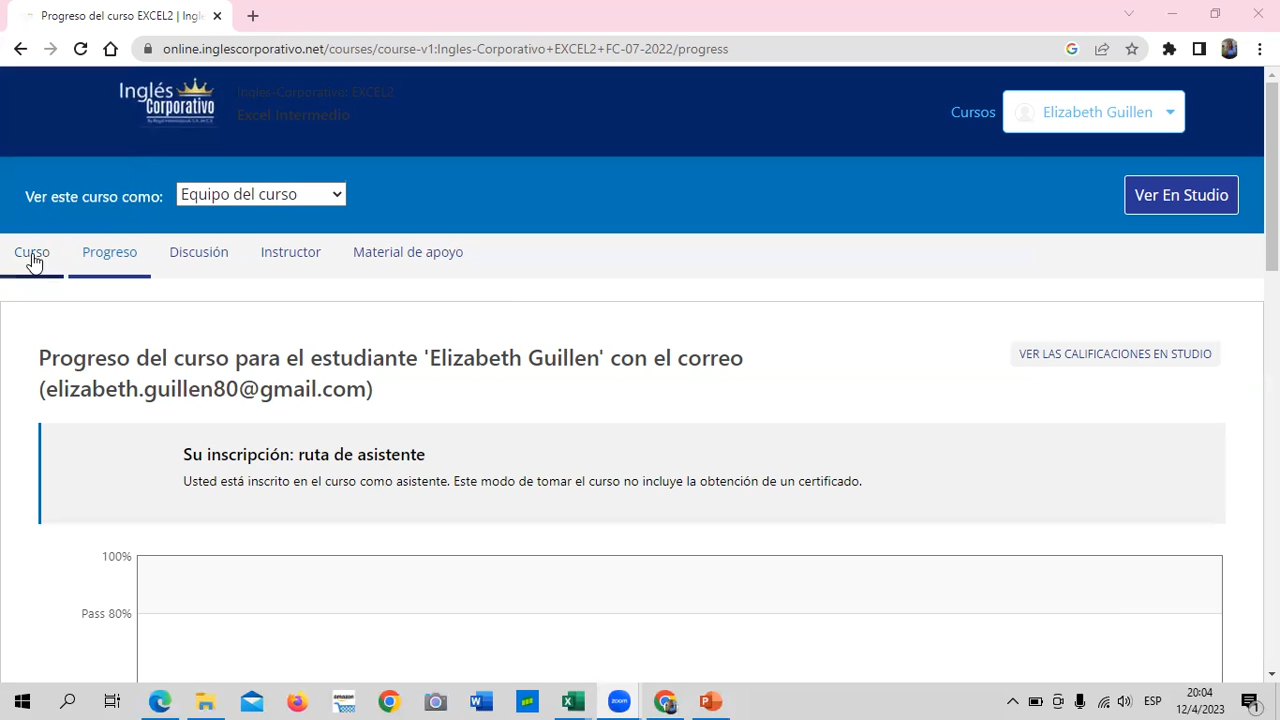 Progreso del curso EXCEL2 | Ingl
online.inglescorporativo.net/courses/course-v1:Ingles-Corporativo+EXCEL2+FC-07-2022/progress
Inglés
Corporativo
Ingles-Corporativo: EXCEL2
Excel Intermedio
Cursos
Elizabeth Guillen
Ver este curso como:
Equipo del curso
Ver En Studio
Curso
Progreso
Discusión
Instructor
Material de apoyo
Progreso del curso para el estudiante 'Elizabeth Guillen' con el correo
(elizabeth.guillen80@gmail.com)
VER LAS CALIFICACIONES EN STUDIO
Su inscripción: ruta de asistente
Usted está inscrito en el curso como asistente. Este modo de tomar el curso no incluye la obtención de un certificado.
100%
Pass 80%
amazon
zoom
ESP
20:04
12/4/2023